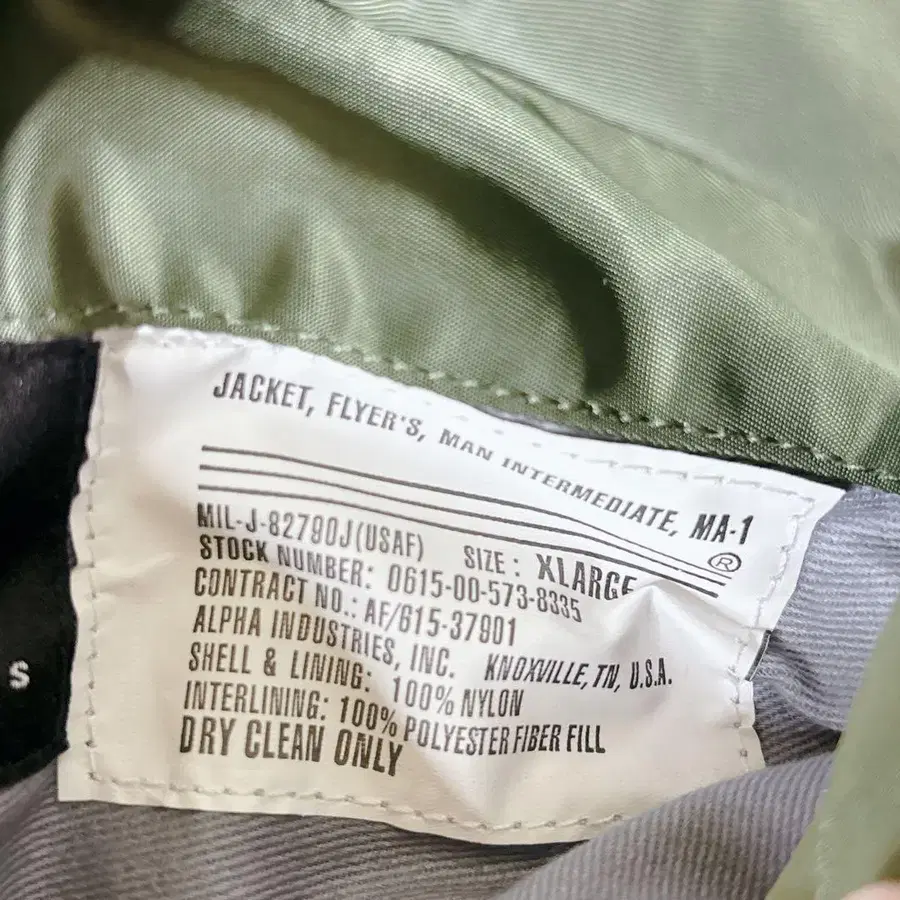 JACKET, FLYER'S, MAN INTERMEDIATE, MA-1
®
MIL-J-82790J(USAF) SIZE: XLARGE
STOCK NUMBER: 0615-00-573-8335
CONTRACT NO.: AF/615-37901
ALPHA INDUSTRIES, INC. KNOXVILLE, TN, U.S.A.
SHELL & LINING: 100% NYLON
INTERLINING: 100% POLYESTER FIBER FILL
DRY CLEAN ONLY
S